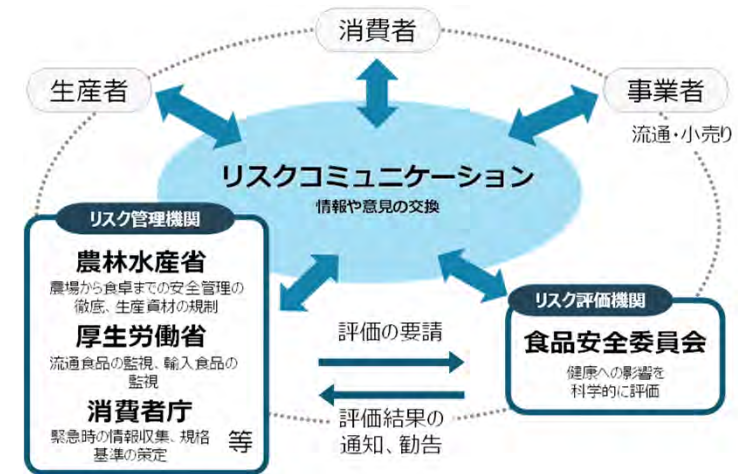 消費者
生産者
事業者
流通・小売り
リスクコミュニケーション
情報や意見の交換
リスク管理機関
農林水産省
農場から食卓までの安全管理の
徹底、生産資材の規制
厚生労働省
流通食品の監視、輸入食品の
監視
消費者庁
緊急時の情報収集、規格
基準の策定
等
評価の要請
評価結果の
通知、勧告
リスク評価機関
食品安全委員会
健康への影響を
科学的に評価